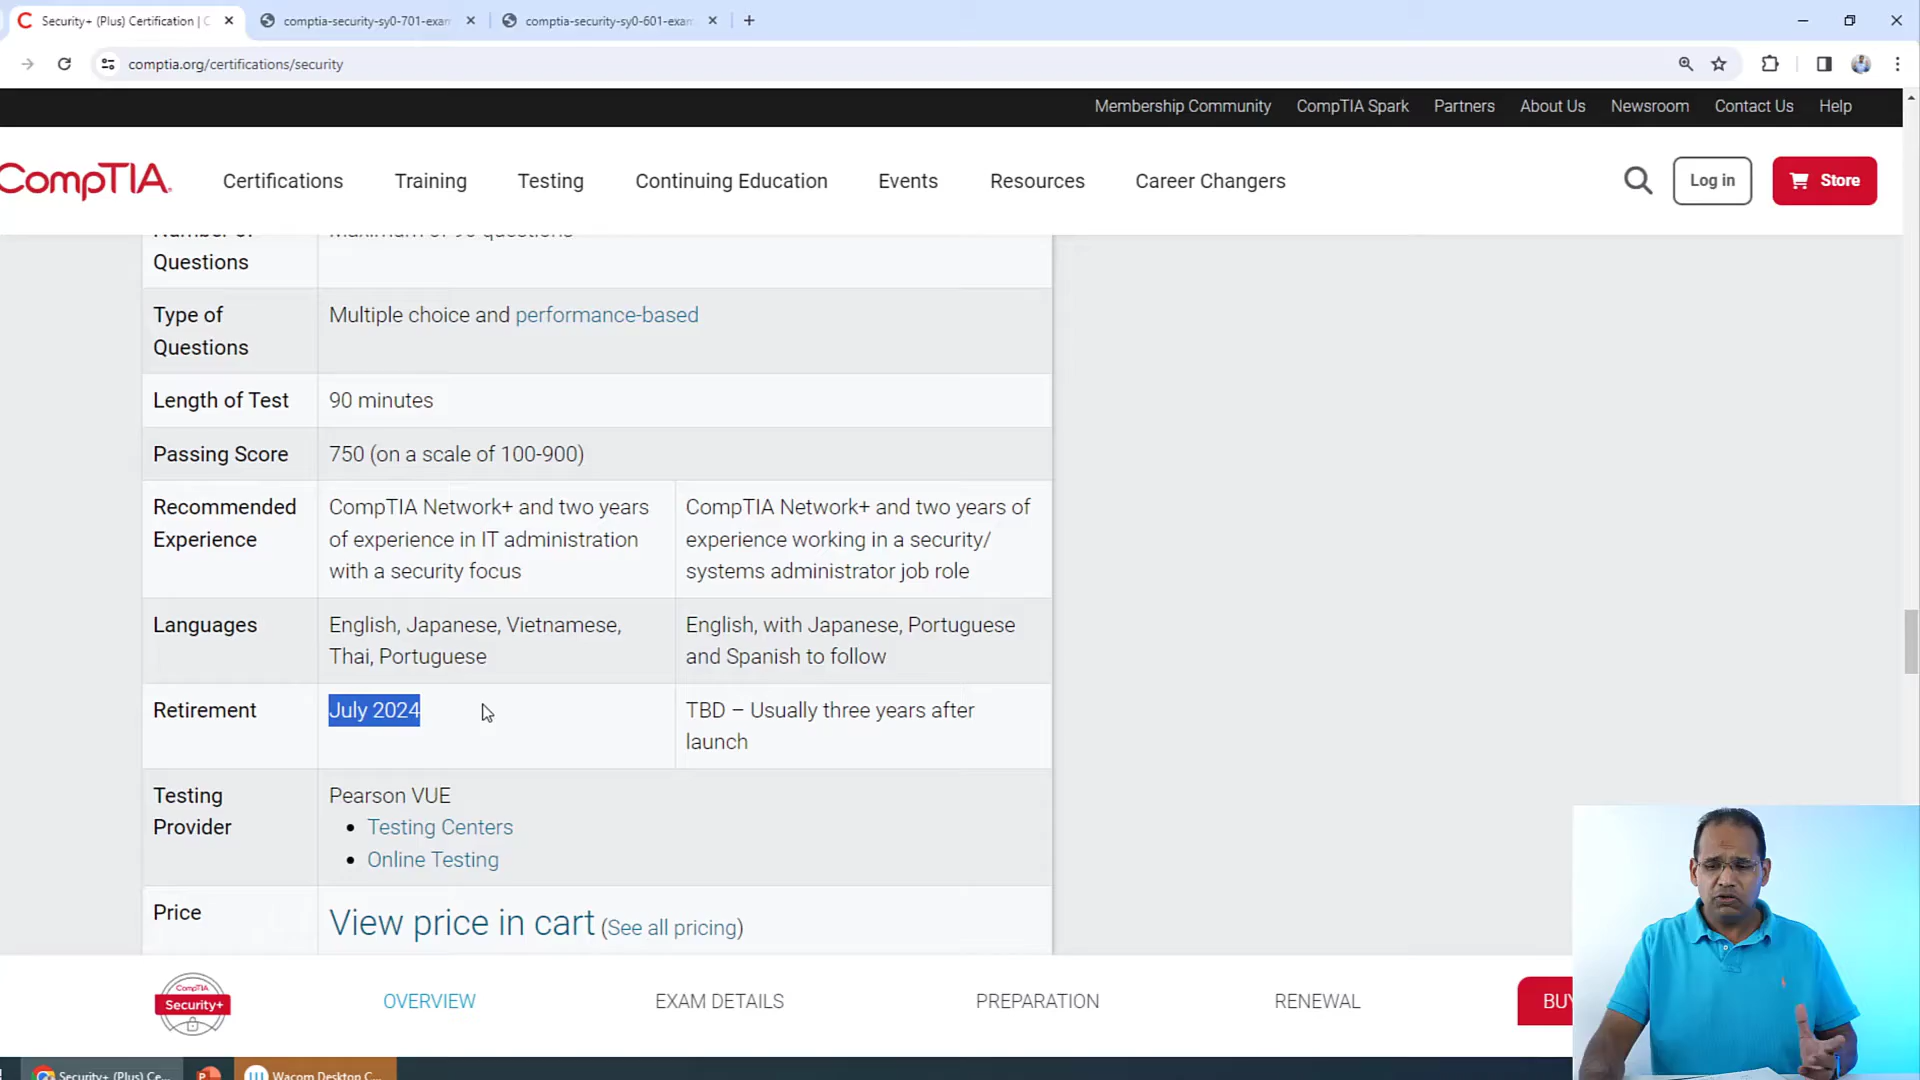 Security+ (Plus) Certification | C
comptia-security-sy0-701-exam
comptia-security-sy0-601-exam
comptia.org/certifications/security
Membership Community
CompTIA Spark
Partners
About Us
Newsroom
Contact Us
Help
CompTIA.
Certifications
Training
Testing
Continuing Education
Events
Resources
Career Changers
Log in
Store
Number of
Questions
Maximum of 90 questions
Type of
Questions
Multiple choice and performance-based
Length of Test
90 minutes
Passing Score
750 (on a scale of 100-900)
Recommended
Experience
CompTIA Network+ and two years
of experience in IT administration
with a security focus
CompTIA Network+ and two years of
experience working in a security/
systems administrator job role
Languages
English, Japanese, Vietnamese,
Thai, Portuguese
English, with Japanese, Portuguese
and Spanish to follow
Retirement
July 2024
TBD – Usually three years after
launch
Testing
Provider
Pearson VUE
• Testing Centers
• Online Testing
Price
View price in cart (See all pricing)
CompTIA
Security+
OVERVIEW
EXAM DETAILS
PREPARATION
RENEWAL
BU
Security+ (Plus) Ce...
Wacom Desktop C...